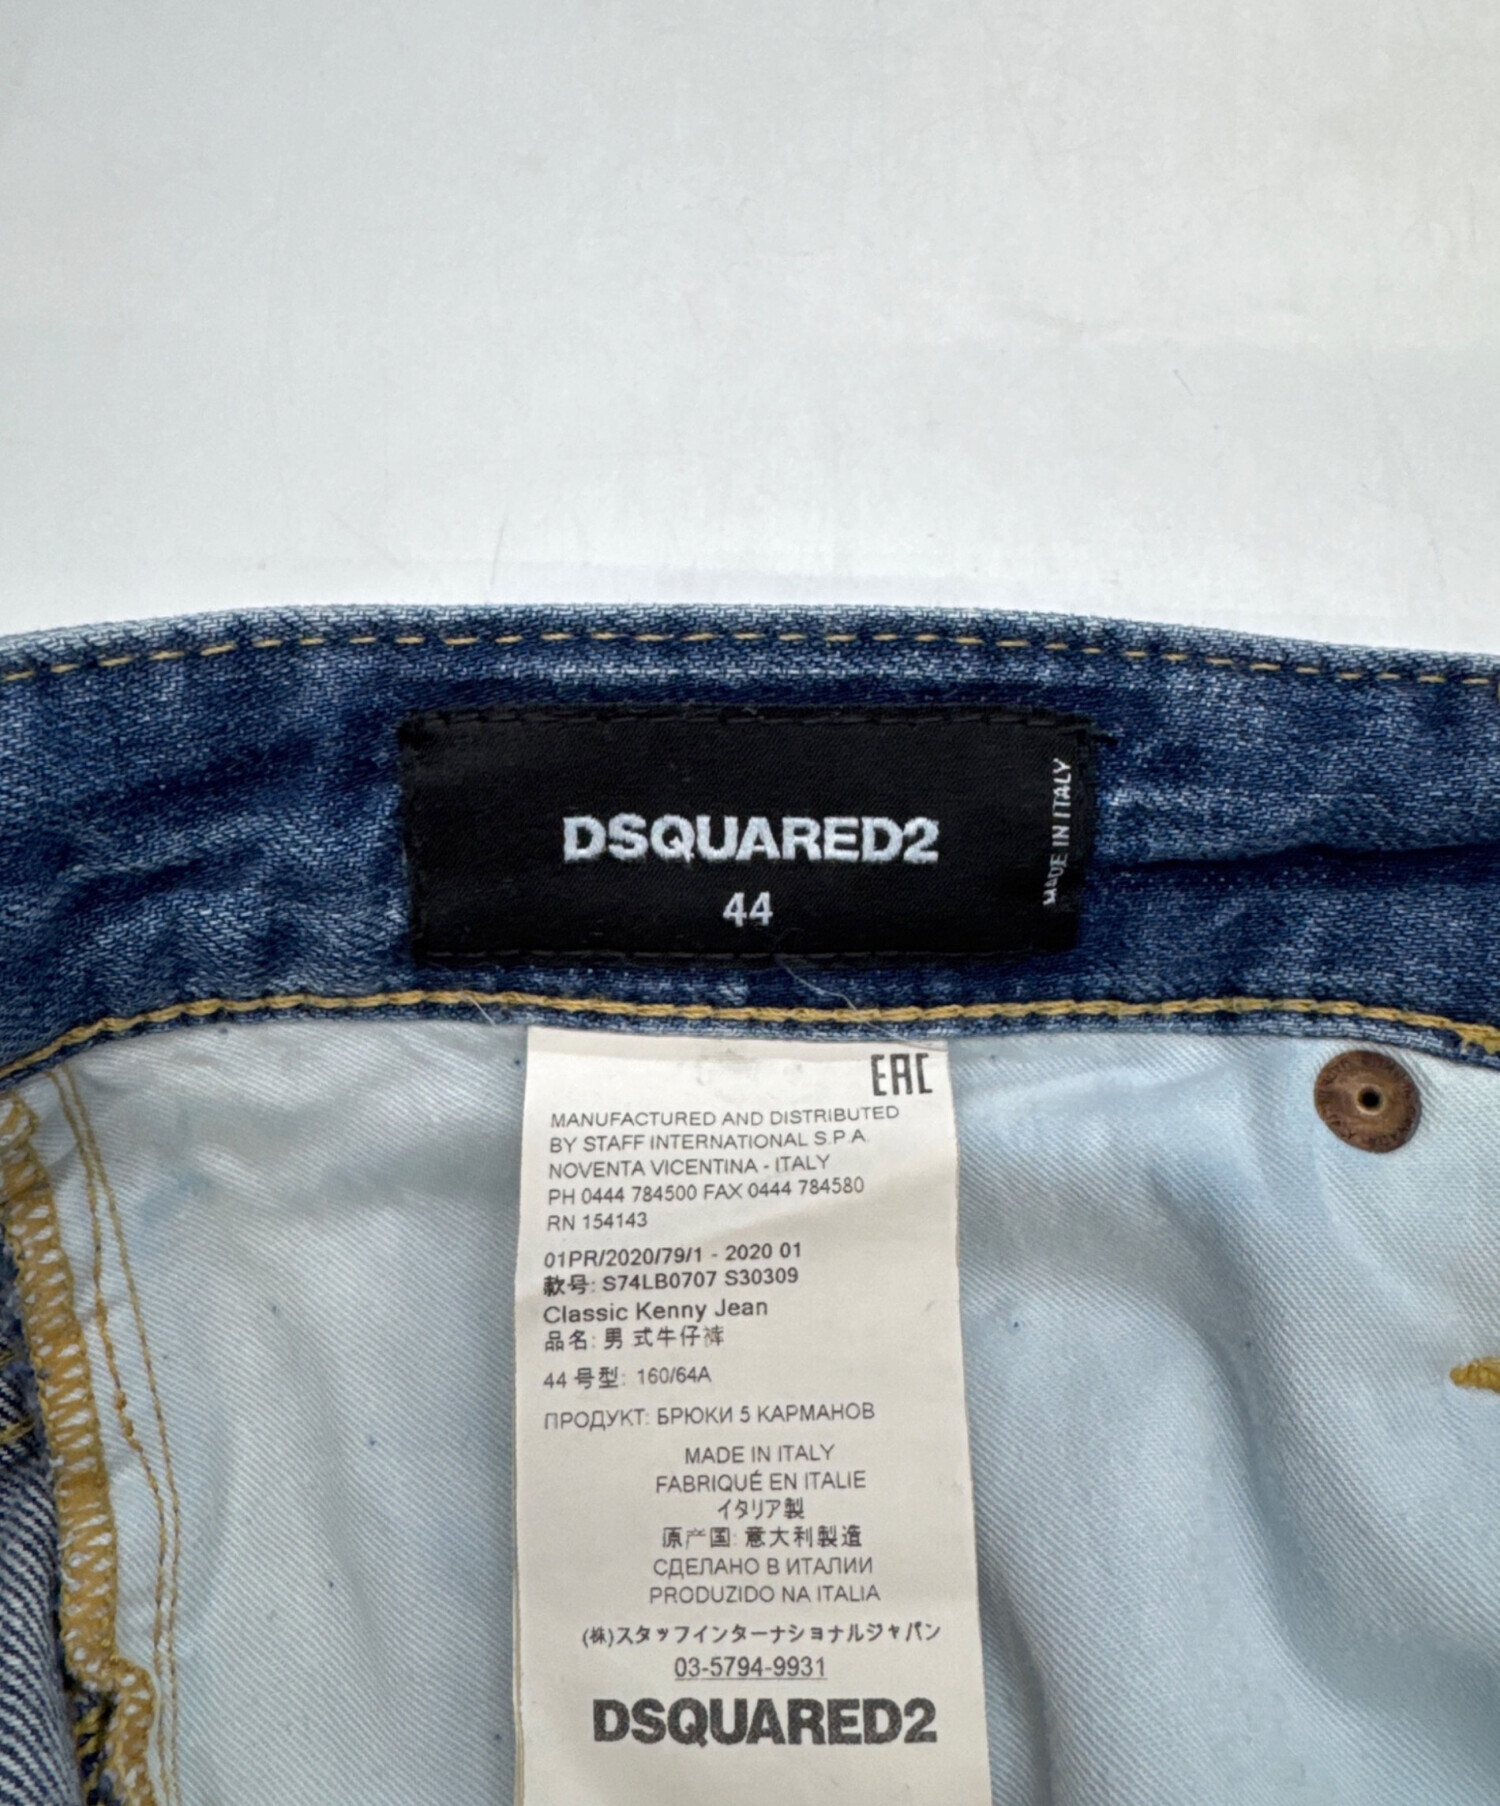 DSQUARED2
44
MADE IN ITALY
EAC
MANUFACTURED AND DISTRIBUTED
BY STAFF INTERNATIONAL S.P.A.
NOVENTA VICENTINA - ITALY
PH 0444 784500 FAX 0444 784580
RN 154143
01PR/2020/79/1 - 2020 01
款号: S74LB0707 S30309
Classic Kenny Jean
品名: 男 式牛仔裤
44 号型: 160/64A
ПРОДУКТ: БРЮКИ 5 КАРМАНОВ
MADE IN ITALY
FABRIQUÉ EN ITALIE
イタリア製
原产国: 意大利製造
СДЕЛАНО В ИТАЛИИ
PRODUZIDO NA ITALIA
(株)スタッフインターナショナルジャパン
03-5794-9931
DSQUARED2